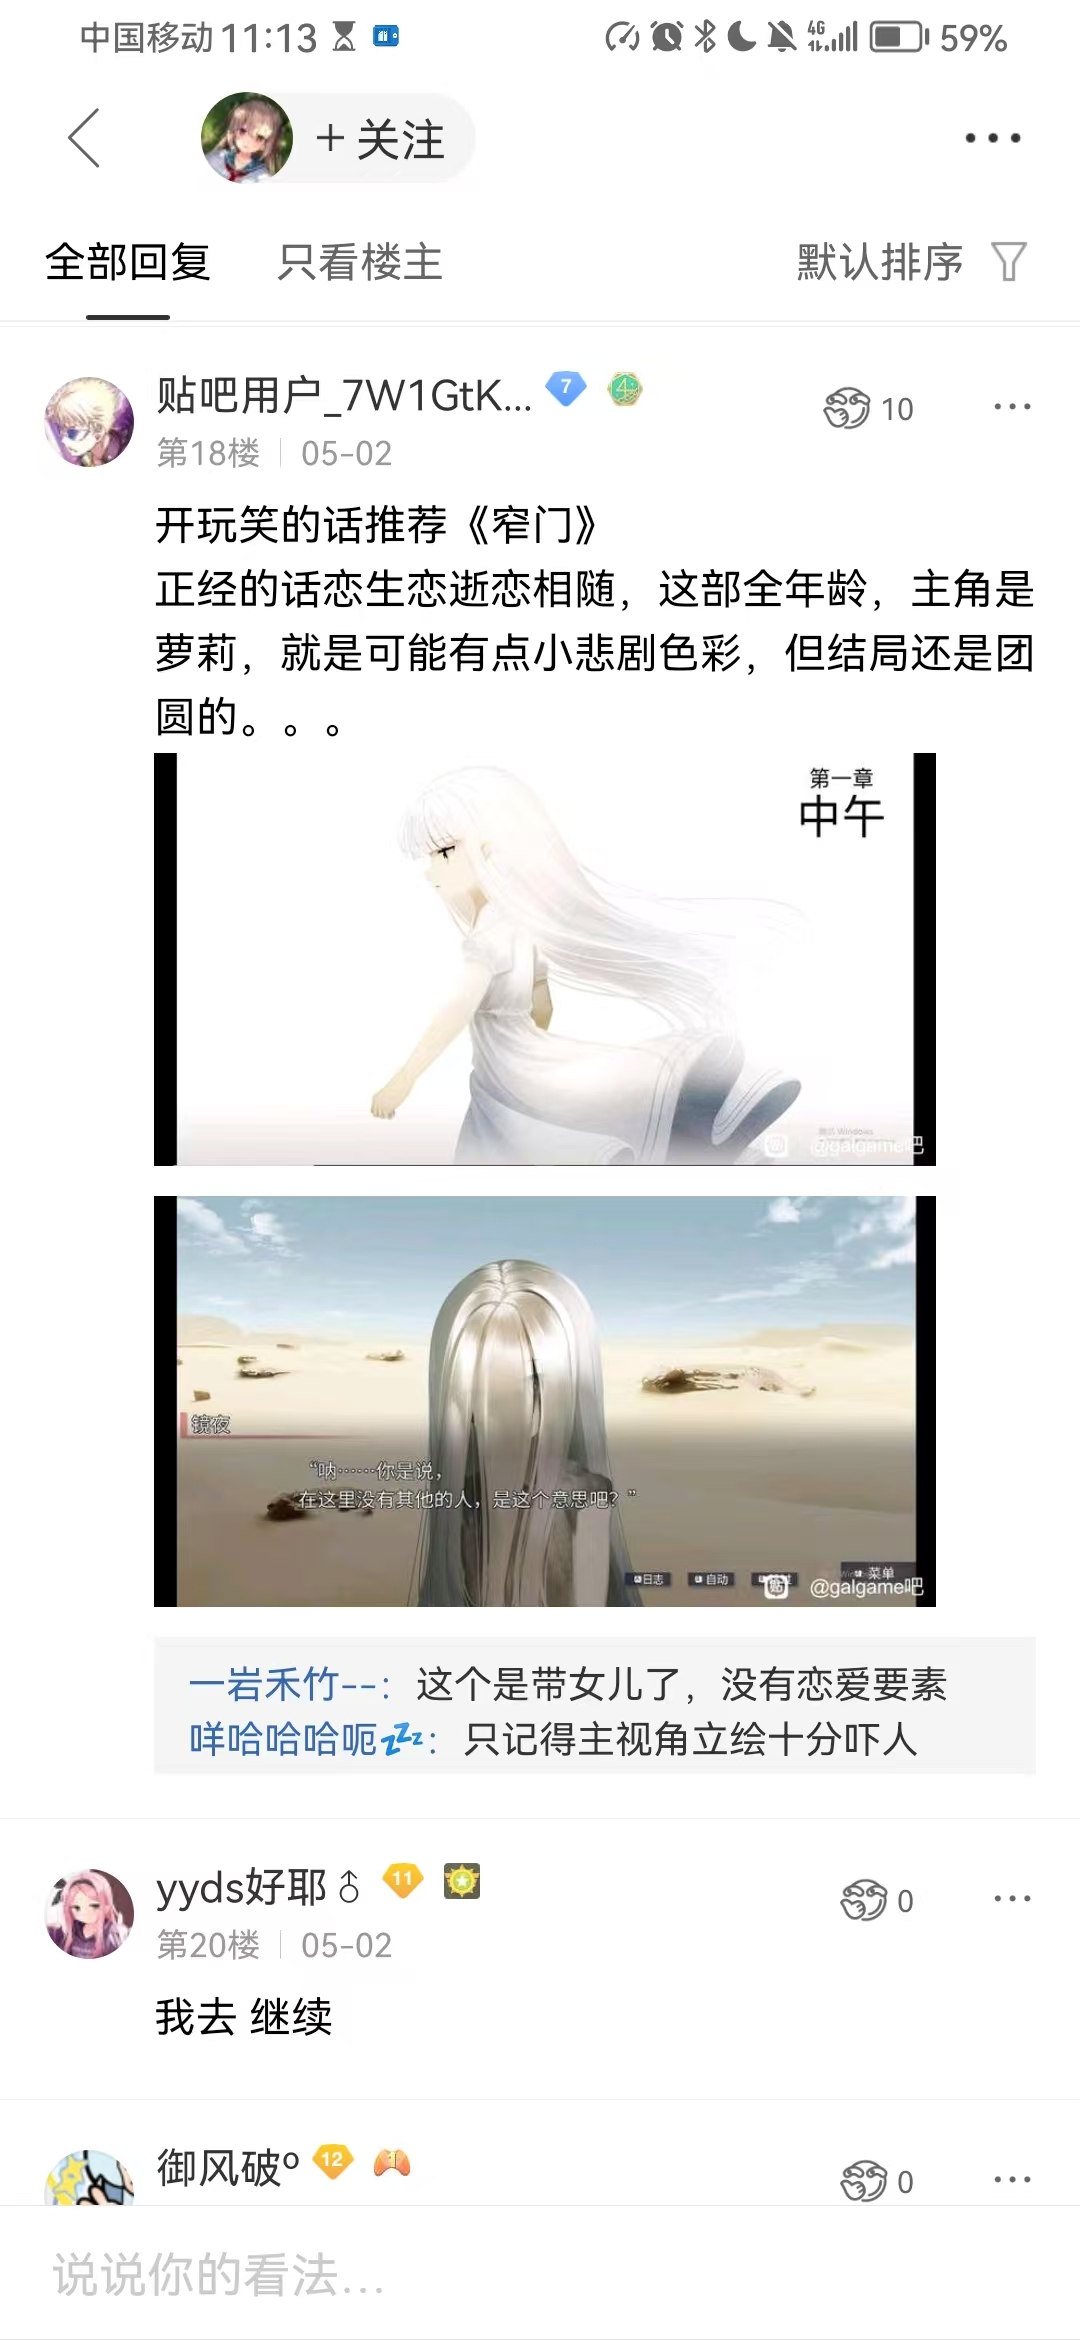 中国移动 11:13 4G 59%
+ 关注
全部回复 只看楼主 默认排序
贴吧用户_7W1GtK... 7 4 10
第18楼 05-02
开玩笑的话推荐《窄门》
正经的话恋生恋逝恋相随，这部全年龄，主角是
萝莉，就是可能有点小悲剧色彩，但结局还是团
圆的。。。
第一章
中午
@galgame吧
镜夜
“呐……你是说，
在这里没有其他的人，是这个意思吧？”
日志 自动 菜单
贴 @galgame吧
一岩禾竹--：这个是带女儿了，没有恋爱要素
咩哈哈哈呃💤：只记得主视角立绘十分吓人
yyds好耶♂ 11 0
第20楼 05-02
我去 继续
御风破º 12 0
说说你的看法...